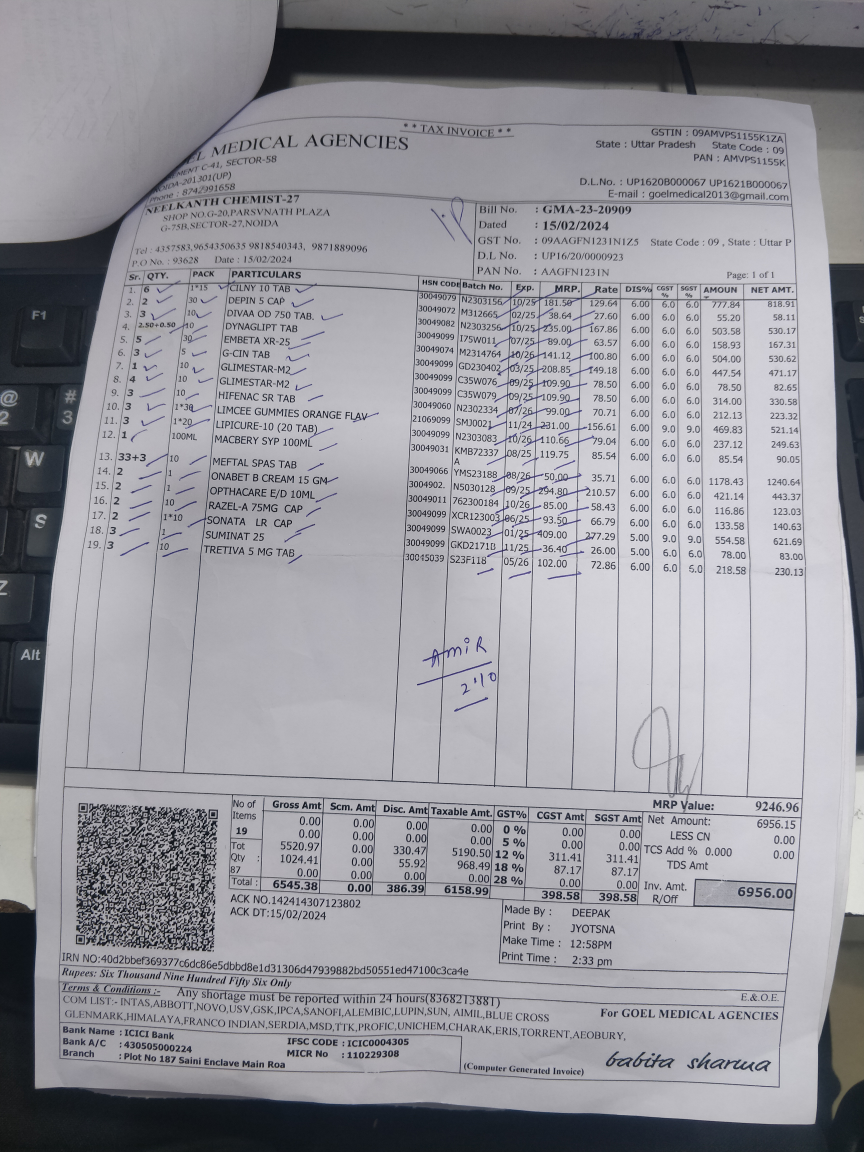 * * TAX INVOICE * *
GSTIN : 09AMVPS1155K1ZA
State : Uttar Pradesh State Code : 09
PAN : AMVPS1155K
MEDICAL AGENCIES
C-41, SECTOR-58
NOIDA-201301(UP)
Phone : 8742991658
D.L.No. : UP1620B000067 UP1621B000067
E-mail : goelmedical2013@gmail.com
NEELKANTH CHEMIST-27
SHOP NO.G-20,PARSVNATH PLAZA
G-75B,SECTOR-27,NOIDA
Tel : 4357583,9654350635 9818540343, 9871889096
P.O No. : 93628 Date : 15/02/2024
Bill No. : GMA-23-20909
Dated : 15/02/2024
GST No. : 09AAGFN1231N1Z5 State Code : 09 , State : Uttar P
D.L No. : UP16/20/0000923
PAN No. : AAGFN1231N
Page: 1 of 1
Sr. QTY. PACK PARTICULARS HSN CODE Batch No. Exp. MRP. Rate DIS% CGST % SGST % AMOUN NET AMT.
1. 6 1*15 CILNY 10 TAB 30049079 N2303156 10/25 181.50 129.64 6.00 6.0 6.0 777.84 818.91
2. 2 30 DEPIN 5 CAP 30049072 M312665 02/25 38.64 27.60 6.00 6.0 6.0 55.20 58.11
3. 3 10 DIVAA OD 750 TAB. 30049082 N2303256 10/25 235.00 167.86 6.00 6.0 6.0 503.58 530.17
4. 2.50+0.50 10 DYNAGLIPT TAB 30049099 I75W011 07/25 89.00 63.57 6.00 6.0 6.0 158.93 167.31
5. 5 30 EMBETA XR-25 30049074 M2314764 10/26 141.12 100.80 6.00 6.0 6.0 504.00 530.62
6. 3 5 G-CIN TAB 30049099 GD230402 03/25 208.85 149.18 6.00 6.0 6.0 447.54 471.17
7. 1 10 GLIMESTAR-M2 30049099 C35W076 09/25 109.90 78.50 6.00 6.0 6.0 78.50 82.65
8. 4 10 GLIMESTAR-M2 30049099 C35W079 09/25 109.90 78.50 6.00 6.0 6.0 314.00 330.58
9. 3 10 HIFENAC SR TAB 30049060 N2302334 07/26 99.00 70.71 6.00 6.0 6.0 212.13 223.32
10. 3 1*30 LIMCEE GUMMIES ORANGE FLAV 21069099 SMJ0021 11/24 231.00 156.61 6.00 9.0 9.0 469.83 521.14
11. 3 1*20 LIPICURE-10 (20 TAB) 30049099 N2303083 10/26 110.66 79.04 6.00 6.0 6.0 237.12 249.63
12. 1 100ML MACBERY SYP 100ML 30049031 KMB72337 A 08/25 119.75 85.54 6.00 6.0 6.0 85.54 90.05
13. 33+3 10 MEFTAL SPAS TAB 30049066 YMS23188 08/26 50.00 35.71 6.00 6.0 6.0 1178.43 1240.64
14. 2 1 ONABET B CREAM 15 GM 3004902. NS030128 09/25 294.80 210.57 6.00 6.0 6.0 421.14 443.37
15. 2 1 OPTHACARE E/D 10ML 30049011 762300184 10/26 85.00 58.43 6.00 6.0 6.0 116.86 123.03
16. 2 10 RAZEL-A 75MG CAP 30049099 XCR123003 06/25 93.50 66.79 6.00 6.0 6.0 133.58 140.63
17. 2 1*10 SONATA LR CAP 30049099 SWA0023 01/25 409.00 277.29 5.00 9.0 9.0 554.58 621.69
18. 3 1 SUMINAT 25 30049099 GKD2171B 11/25 36.40 26.00 5.00 6.0 6.0 78.00 83.00
19. 3 10 TRETIVA 5 MG TAB 30045039 S23F118 05/26 102.00 72.86 6.00 6.0 6.0 218.58 230.13
AmiR
2'10
MRP Value: 9246.96
No of Items 19 Gross Amt Scm. Amt Disc. Amt Taxable Amt. GST% CGST Amt SGST Amt
0.00 0.00 0.00 0.00 0 % 0.00 0.00
0.00 0.00 0.00 0.00 5 % 0.00 0.00
Tot 5520.97 0.00 330.47 5190.50 12 % 311.41 311.41
Qty : 1024.41 0.00 55.92 968.49 18 % 87.17 87.17
87 0.00 0.00 0.00 0.00 28 % 0.00 0.00
Total : 6545.38 0.00 386.39 6158.99 398.58 398.58
Net Amount: 6956.15
LESS CN 0.00
TCS Add % 0.000 0.00
TDS Amt
Inv. Amt. R/Off 6956.00
ACK NO.142414307123802
ACK DT:15/02/2024
Made By : DEEPAK
Print By : JYOTSNA
Make Time : 12:58PM
Print Time : 2:33 pm
IRN NO:40d2bbef369377c6dc86e5dbbd8e1d31306d47939882bd50551ed47100c3ca4e
Rupees: Six Thousand Nine Hundred Fifty Six Only
Terms & Conditions :- Any shortage must be reported within 24 hours(8368213881) E.&.O.E.
COM LIST:- INTAS,ABBOTT,NOVO,USV,GSK,IPCA,SANOFI,ALEMBIC,LUPIN,SUN, AIMIL,BLUE CROSS
GLENMARK,HIMALAYA,FRANCO INDIAN,SERDIA,MSD,TTK,PROFIC,UNICHEM,CHARAK,ERIS,TORRENT,AEOBURY,
For GOEL MEDICAL AGENCIES
Bank Name : ICICI Bank
Bank A/C : 430505000224
Branch : Plot No 187 Saini Enclave Main Roa
IFSC CODE : ICIC0004305
MICR No : 110229308
(Computer Generated Invoice)
babita sharma
F1
@
2
#
3
W
S
Z
Alt